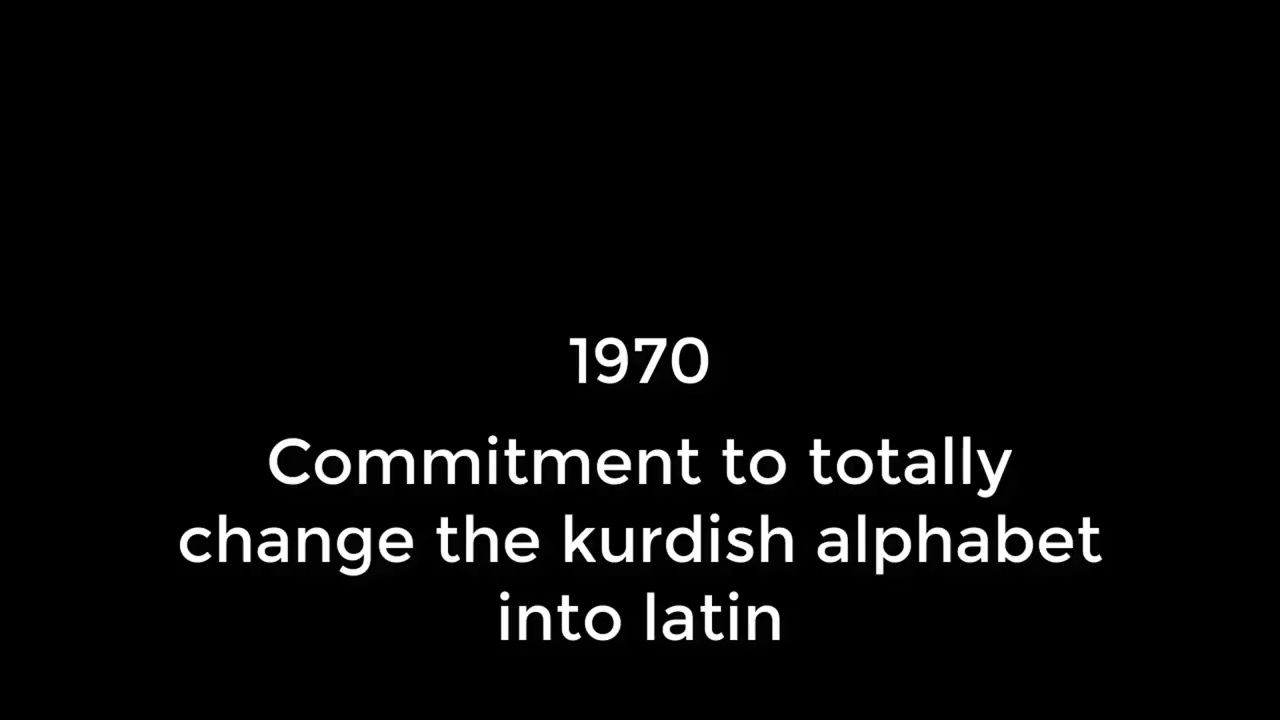 1970
Commitment to totally
change the kurdish alphabet
into latin